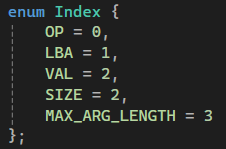 enum Index {
    OP = 0,
    LBA = 1,
    VAL = 2,
    SIZE = 2,
    MAX_ARG_LENGTH = 3
};